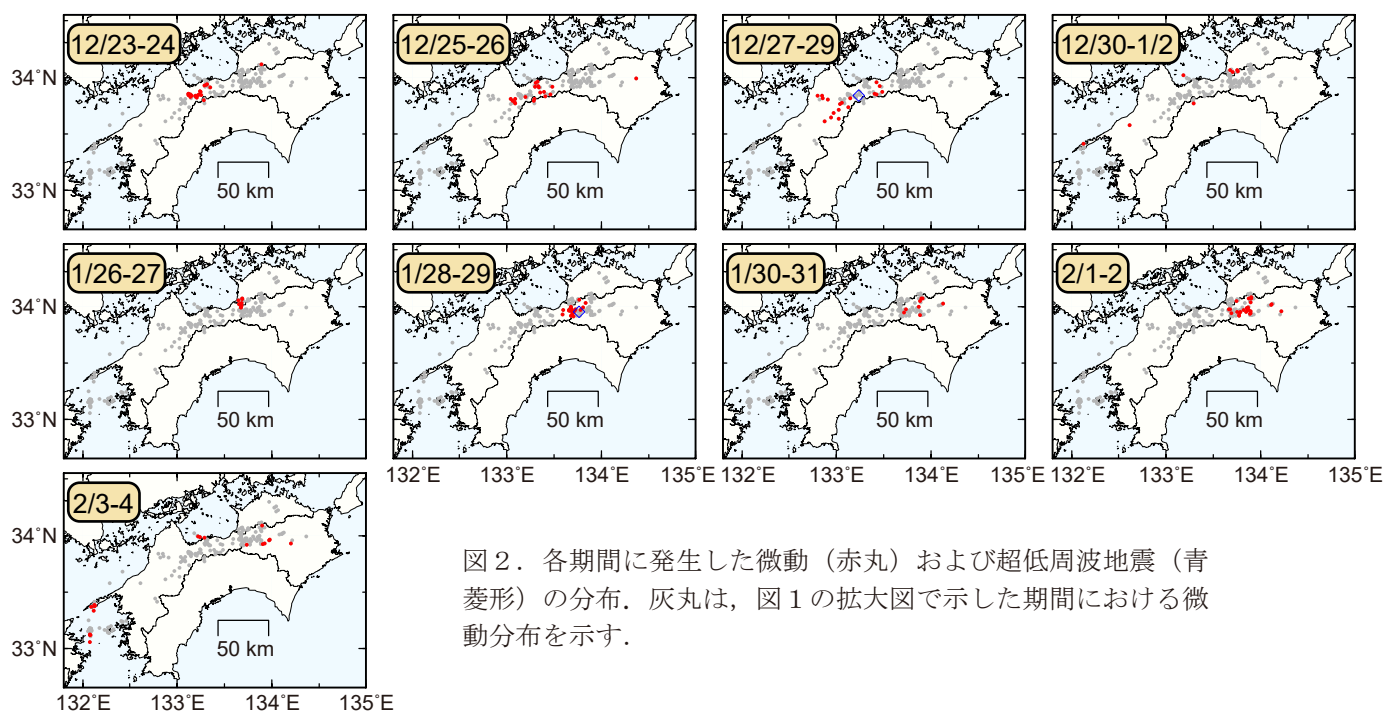 12/23-24
12/25-26
12/27-29
12/30-1/2
34˚N
33˚N
50 km
50 km
50 km
50 km
1/26-27
1/28-29
1/30-31
2/1-2
34˚N
33˚N
50 km
50 km
50 km
50 km
132˚E
133˚E
134˚E
135˚E
132˚E
133˚E
134˚E
135˚E
132˚E
133˚E
134˚E
135˚E
2/3-4
34˚N
33˚N
50 km
132˚E
133˚E
134˚E
135˚E
図２．各期間に発生した微動（赤丸）および超低周波地震（青
菱形）の分布．灰丸は，図１の拡大図で示した期間における微
動分布を示す．